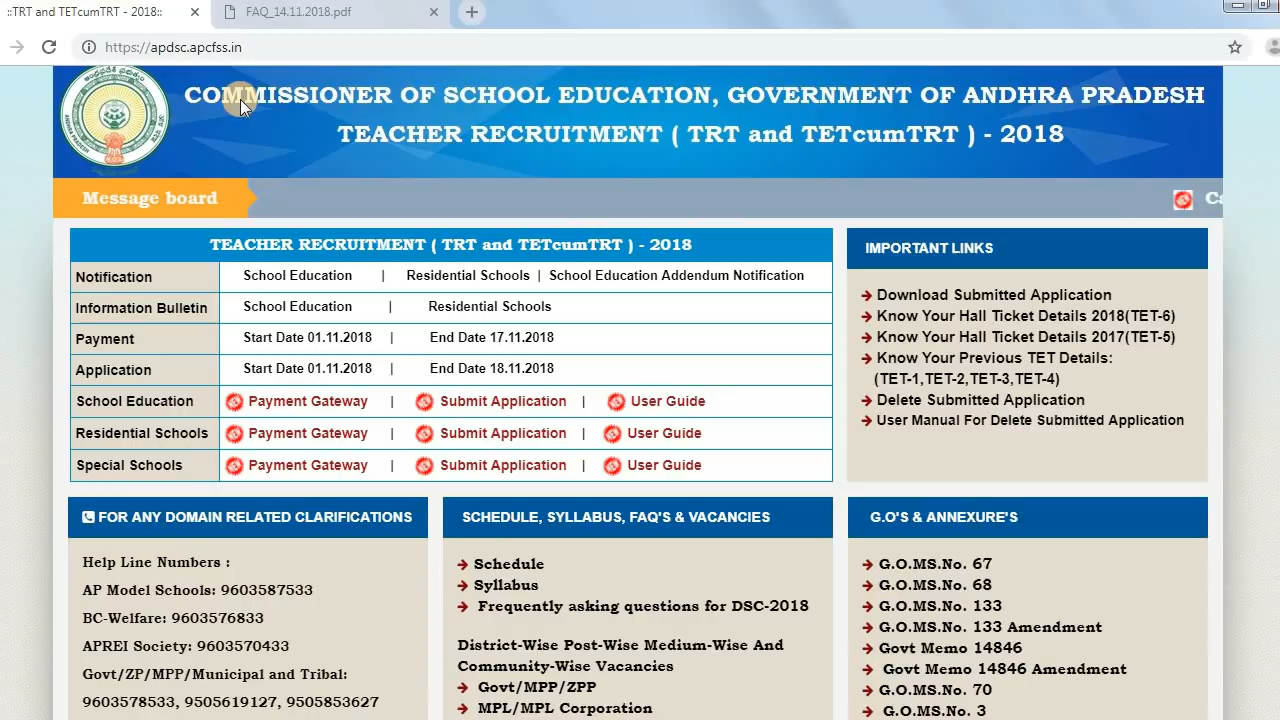 ::TRT and TETcumTRT - 2018::
FAQ_14.11.2018.pdf
https://apdsc.apcfss.in
COMMISSIONER OF SCHOOL EDUCATION, GOVERNMENT OF ANDHRA PRADESH
TEACHER RECRUITMENT ( TRT and TETcumTRT ) - 2018
Message board
TEACHER RECRUITMENT ( TRT and TETcumTRT ) - 2018
Notification School Education | Residential Schools | School Education Addendum Notification
Information Bulletin School Education | Residential Schools
Payment Start Date 01.11.2018 | End Date 17.11.2018
Application Start Date 01.11.2018 | End Date 18.11.2018
School Education Payment Gateway | Submit Application | User Guide
Residential Schools Payment Gateway | Submit Application | User Guide
Special Schools Payment Gateway | Submit Application | User Guide
IMPORTANT LINKS
Download Submitted Application
Know Your Hall Ticket Details 2018(TET-6)
Know Your Hall Ticket Details 2017(TET-5)
Know Your Previous TET Details:
(TET-1,TET-2,TET-3,TET-4)
Delete Submitted Application
User Manual For Delete Submitted Application
FOR ANY DOMAIN RELATED CLARIFICATIONS
Help Line Numbers :
AP Model Schools: 9603587533
BC-Welfare: 9603576833
APREI Society: 9603570433
Govt/ZP/MPP/Municipal and Tribal:
9603578533, 9505619127, 9505853627
SCHEDULE, SYLLABUS, FAQ'S & VACANCIES
Schedule
Syllabus
Frequently asking questions for DSC-2018
District-Wise Post-Wise Medium-Wise And
Community-Wise Vacancies
Govt/MPP/ZPP
MPL/MPL Corporation
G.O'S & ANNEXURE'S
G.O.MS.No. 67
G.O.MS.No. 68
G.O.MS.No. 133
G.O.MS.No. 133 Amendment
Govt Memo 14846
Govt Memo 14846 Amendment
G.O.MS.No. 70
G.O.MS.No. 3